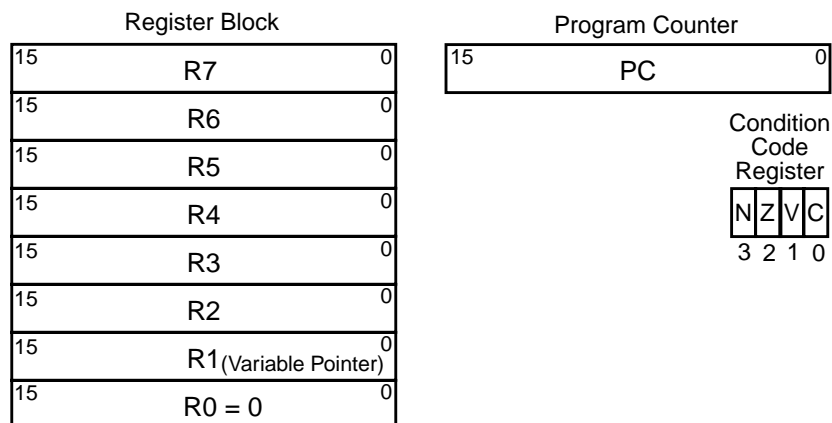 Register Block
15 R7 0
15 R6 0
15 R5 0
15 R4 0
15 R3 0
15 R2 0
15 R1(Variable Pointer) 0
15 R0 = 0 0
Program Counter
15 PC 0
Condition
Code
Register
N Z V C
3 2 1 0